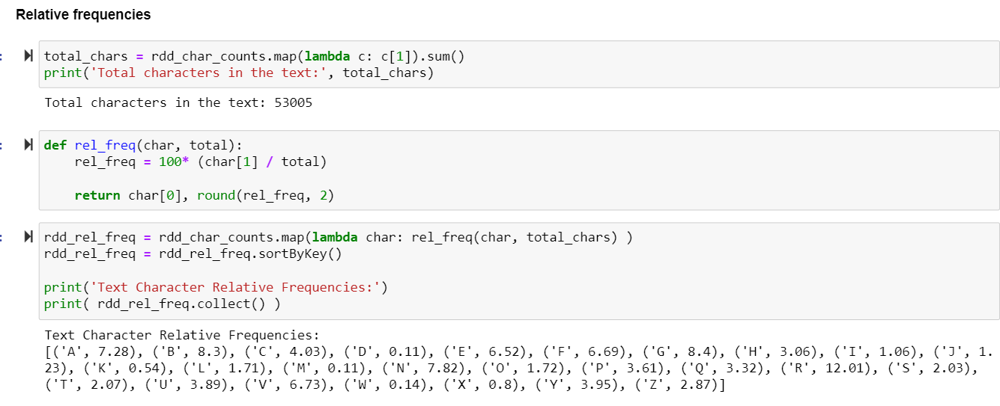 Relative frequencies
total_chars = rdd_char_counts.map(lambda c: c[1]).sum()
print('Total characters in the text:', total_chars)
Total characters in the text: 53005
def rel_freq(char, total):
    rel_freq = 100* (char[1] / total)
    return char[0], round(rel_freq, 2)
rdd_rel_freq = rdd_char_counts.map(lambda char: rel_freq(char, total_chars) )
rdd_rel_freq = rdd_rel_freq.sortByKey()
print('Text Character Relative Frequencies:')
print( rdd_rel_freq.collect() )
Text Character Relative Frequencies:
[('A', 7.28), ('B', 8.3), ('C', 4.03), ('D', 0.11), ('E', 6.52), ('F', 6.69), ('G', 8.4), ('H', 3.06), ('I', 1.06), ('J', 1.
23), ('K', 0.54), ('L', 1.71), ('M', 0.11), ('N', 7.82), ('O', 1.72), ('P', 3.61), ('Q', 3.32), ('R', 12.01), ('S', 2.03),
('T', 2.07), ('U', 3.89), ('V', 6.73), ('W', 0.14), ('X', 0.8), ('Y', 3.95), ('Z', 2.87)]